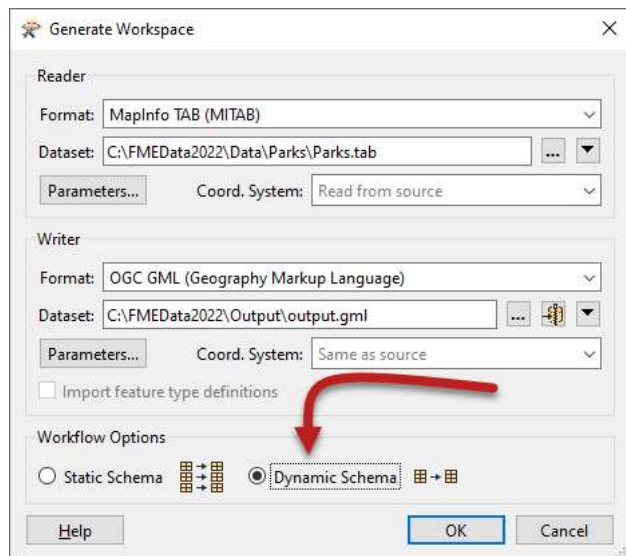 Generate Workspace
Reader
Format: MapInfo TAB (MITAB)
Dataset: C:\FMEData2022\Data\Parks\Parks.tab ...
Parameters... Coord. System: Read from source
Writer
Format: OGC GML (Geography Markup Language)
Dataset: C:\FMEData2022\Output\output.gml ...
Parameters... Coord. System: Same as source
Import feature type definitions
Workflow Options
Static Schema Dynamic Schema
Help OK Cancel